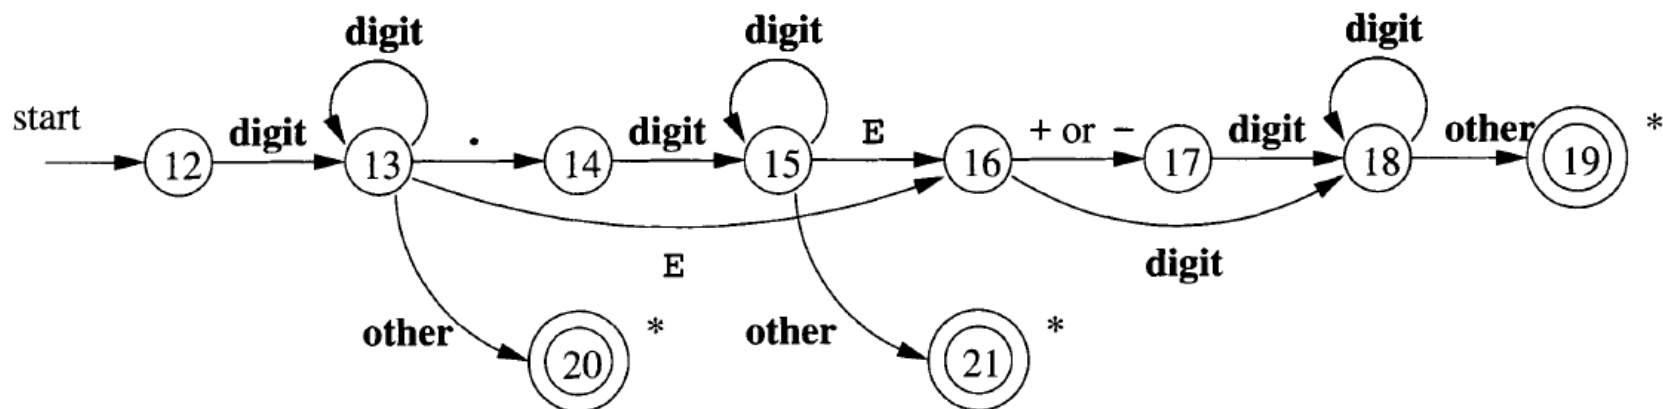 digit digit digit
start digit . digit E + or - digit other *
12 13 14 15 16 17 18 19
E digit
other * other *
20 21